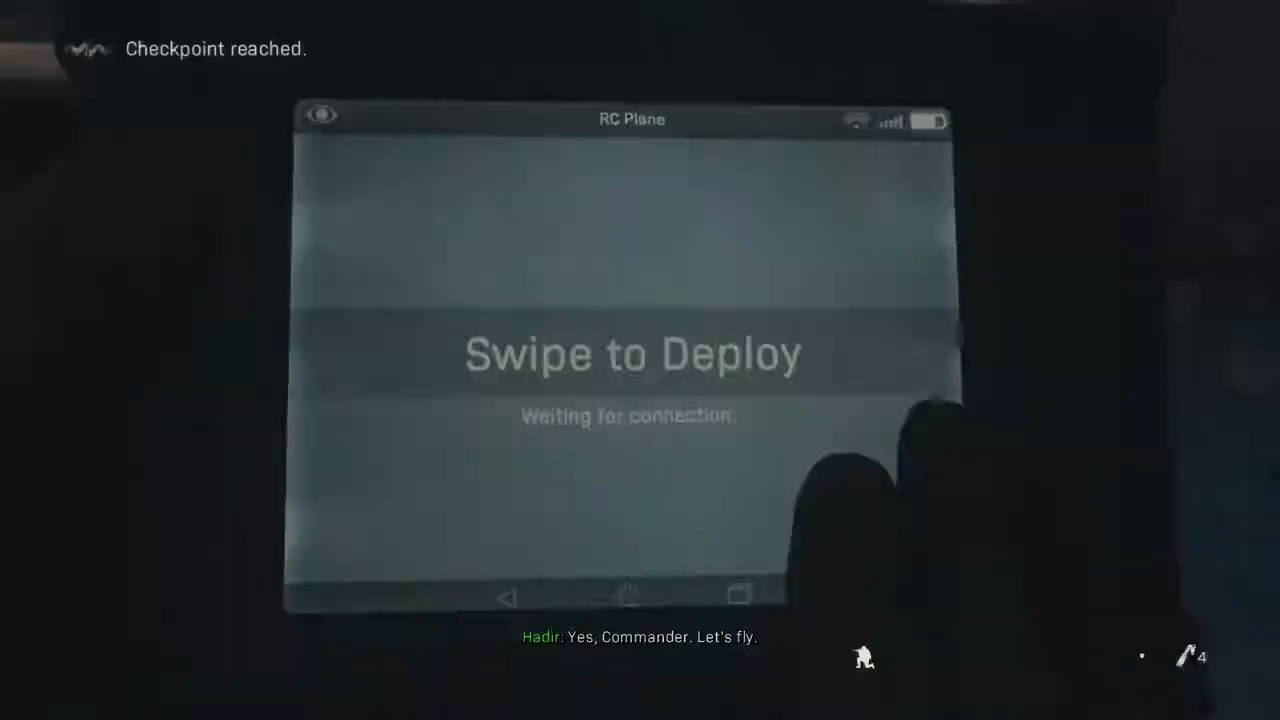 Checkpoint reached.
RC Plane
Swipe to Deploy
Waiting for connection.
Hadir: Yes, Commander. Let's fly.
4